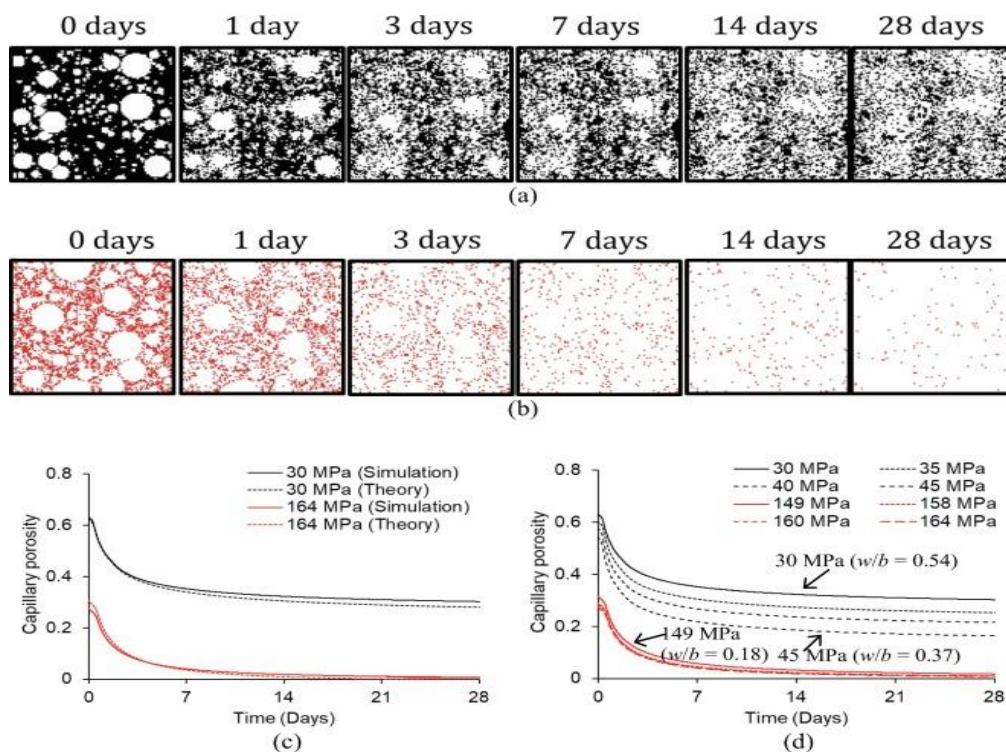 0 days 1 day 3 days 7 days 14 days 28 days
(a)
0 days 1 day 3 days 7 days 14 days 28 days
(b)
0.8
0.6
0.4
0.2
0
Capillary porosity
30 MPa (Simulation)
30 MPa (Theory)
164 MPa (Simulation)
164 MPa (Theory)
0 7 14 21 28
Time (Days)
(c)
0.8
0.6
0.4
0.2
0
Capillary porosity
30 MPa 35 MPa
40 MPa 45 MPa
149 MPa 158 MPa
160 MPa 164 MPa
30 MPa (w/b = 0.54)
149 MPa
(w/b = 0.18) 45 MPa (w/b = 0.37)
0 7 14 21 28
Time (Days)
(d)